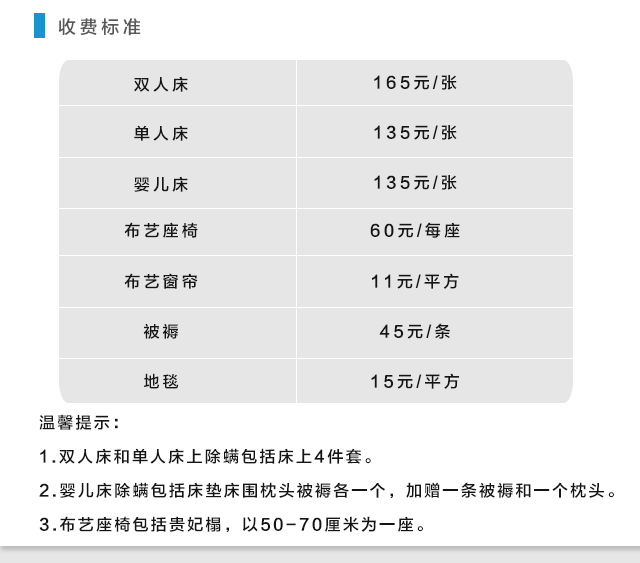 收费标准
双人床 165元/张
单人床 135元/张
婴儿床 135元/张
布艺座椅 60元/每座
布艺窗帘 11元/平方
被褥 45元/条
地毯 15元/平方
温馨提示：
1.双人床和单人床上除螨包括床上4件套。
2.婴儿床除螨包括床垫床围枕头被褥各一个，加赠一条被褥和一个枕头。
3.布艺座椅包括贵妃榻，以50-70厘米为一座。